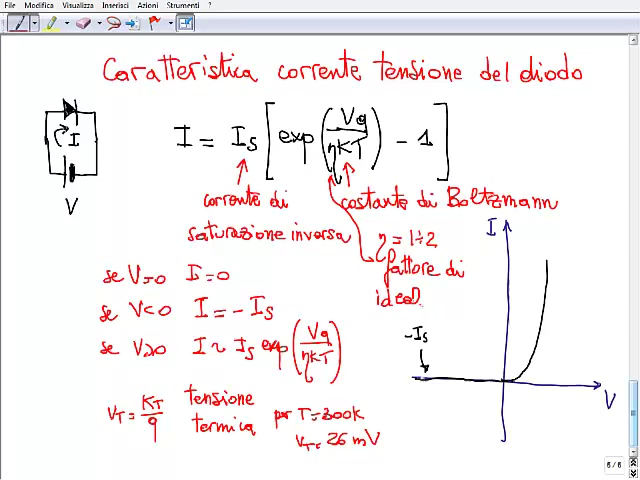 File Modifica Visualizza Inserisci Azioni Strumenti ?
Caratteristica corrente tensione del diodo
I
V
I = Is [exp(Vq/ηKT) - 1]
corrente di saturazione inversa
costante di Boltzmann
η = 1÷2
fattore di
ideal.
se V=0 I=0
se V<0 I = - Is
se V>0 I ~ Is exp(Vq/ηKT)
VT = KT/q tensione termica per T=300K
VT = 26 mV
I
-Is
V
6/6